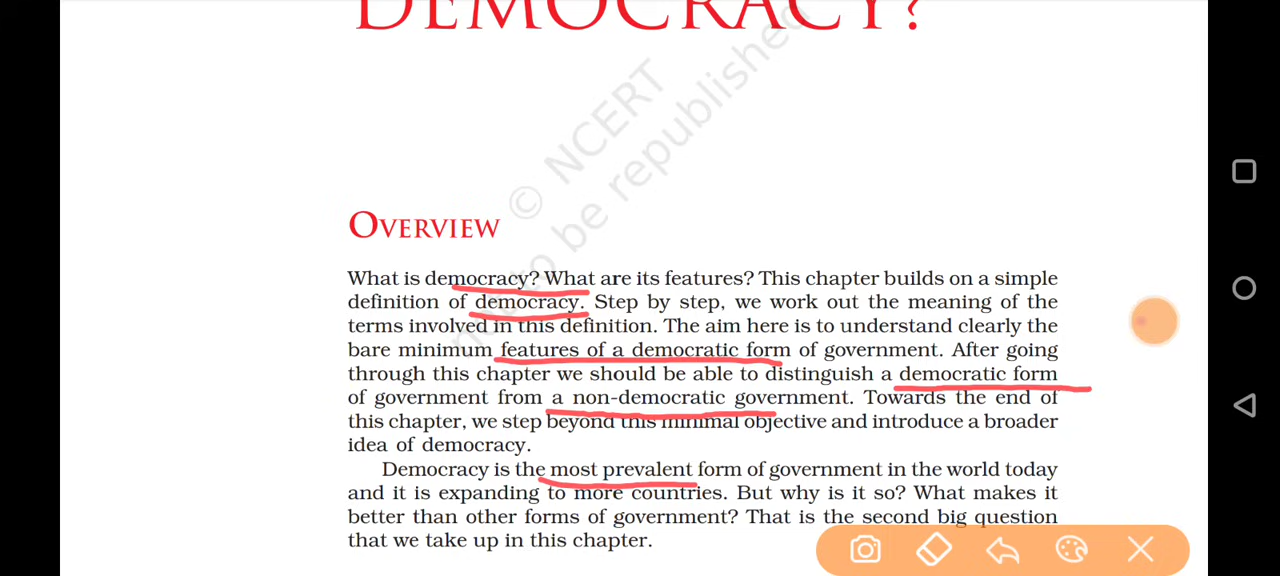 DEMOCRACY?
© NCERT
not to be republished
OVERVIEW
What is democracy? What are its features? This chapter builds on a simple
definition of democracy. Step by step, we work out the meaning of the
terms involved in this definition. The aim here is to understand clearly the
bare minimum features of a democratic form of government. After going
through this chapter we should be able to distinguish a democratic form
of government from a non-democratic government. Towards the end of
this chapter, we step beyond this minimal objective and introduce a broader
idea of democracy.
Democracy is the most prevalent form of government in the world today
and it is expanding to more countries. But why is it so? What makes it
better than other forms of government? That is the second big question
that we take up in this chapter.